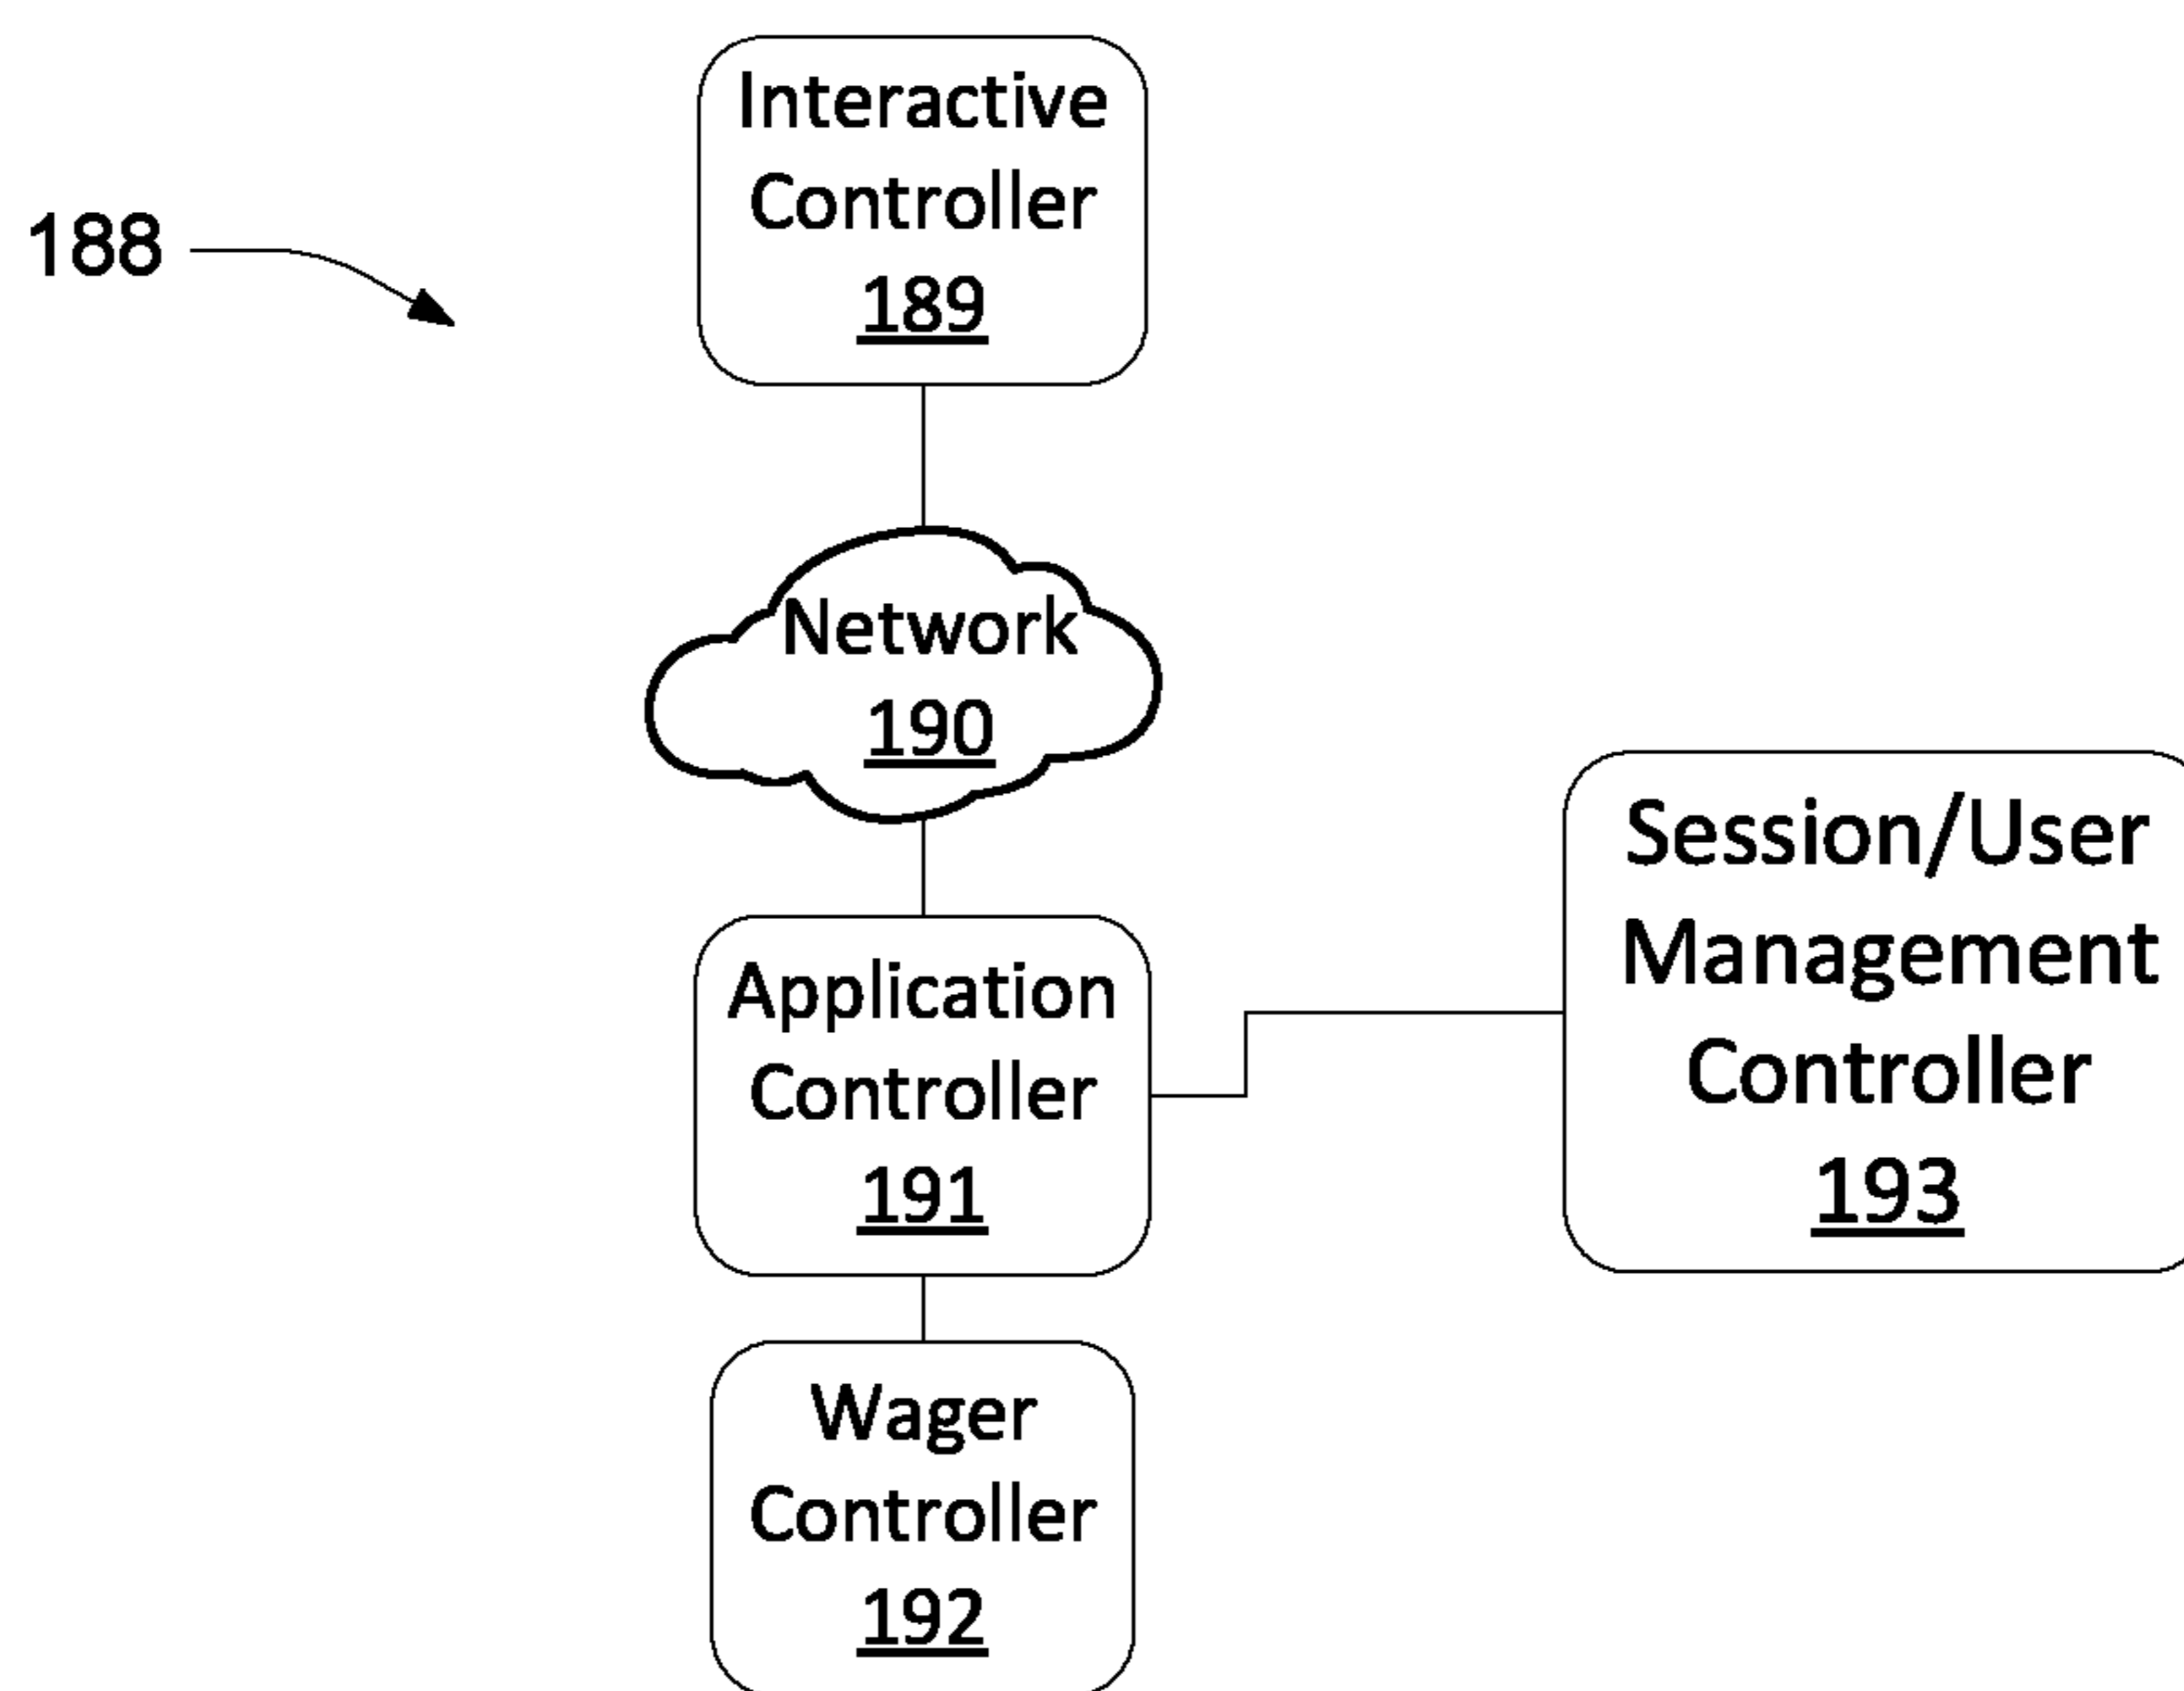 Interactive
Controller
189
188
Network
190
Application
Controller
191
Session/User
Management
Controller
193
Wager
Controller
192